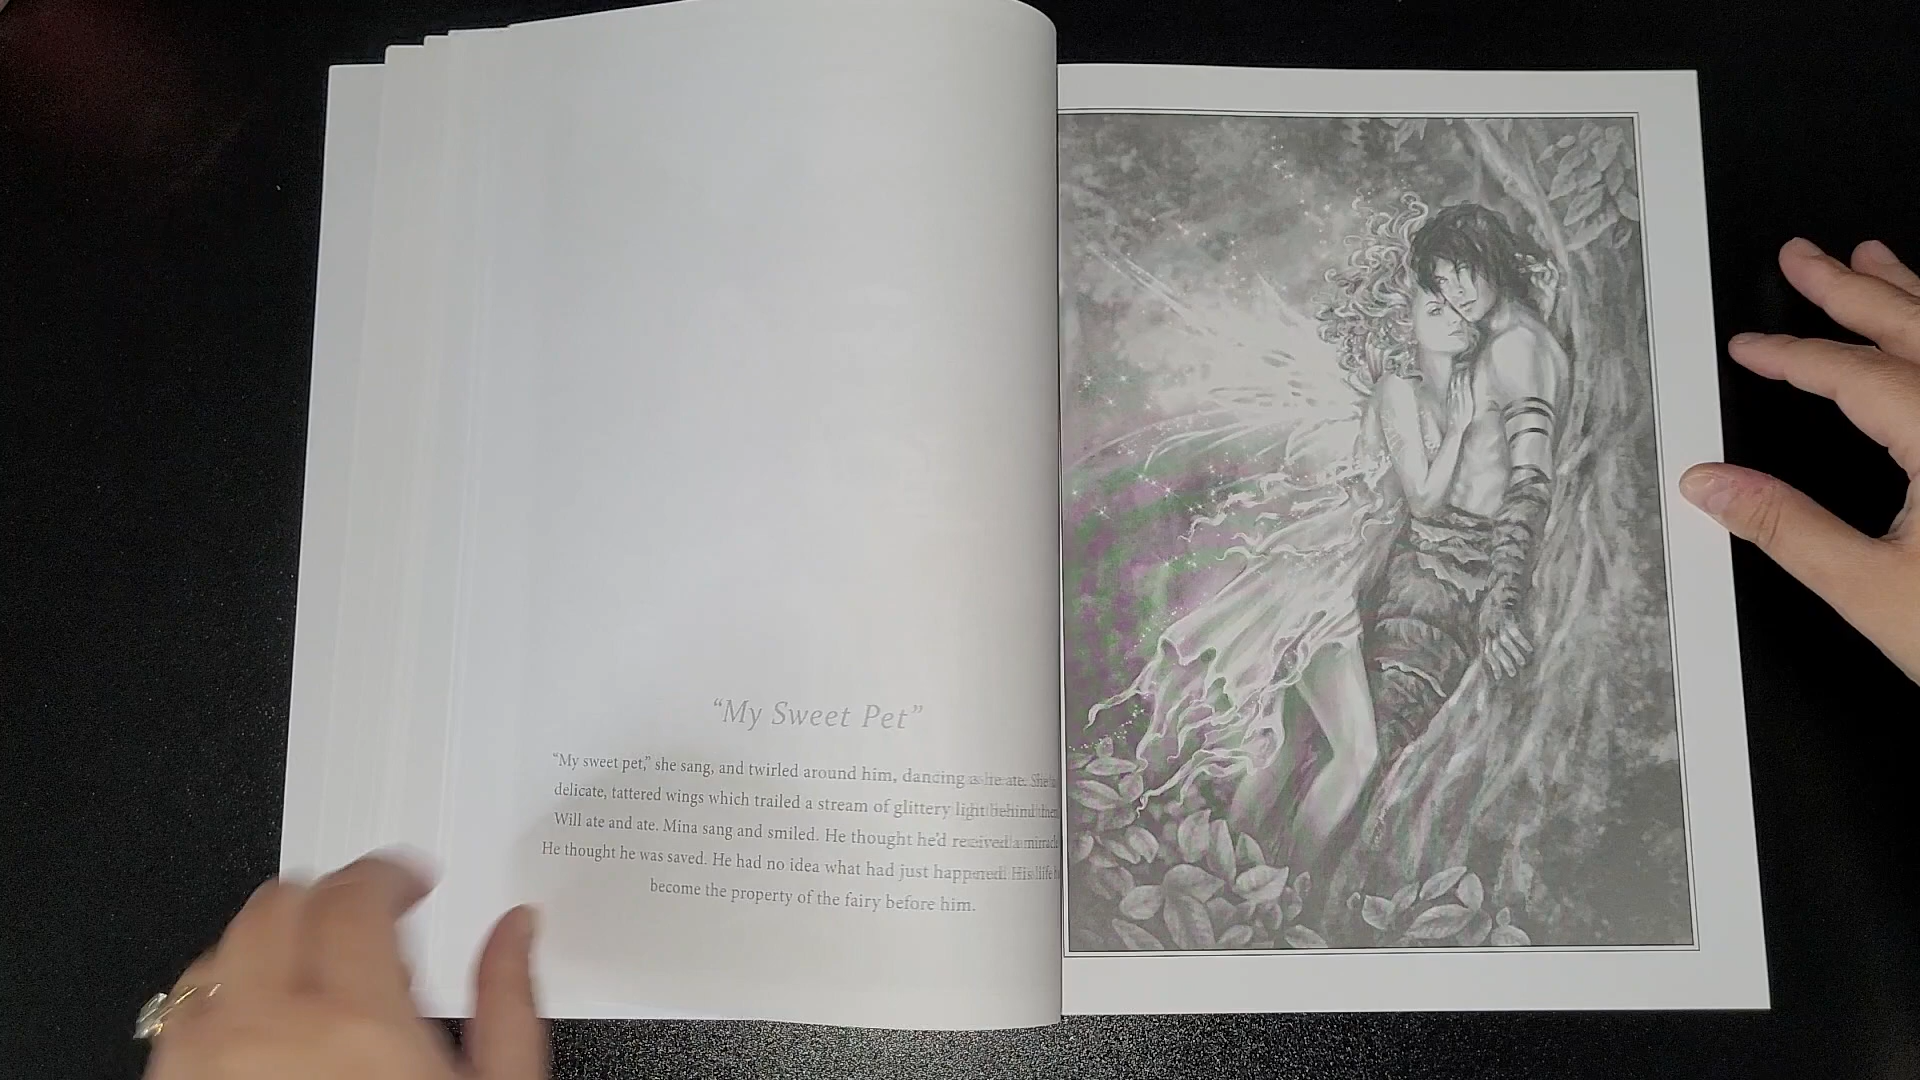 “My Sweet Pet”
“My sweet pet,” she sang, and twirled around him, dancing as he ate. She
delicate, tattered wings which trailed a stream of glittery light behind
Will ate and ate. Mina sang and smiled. He thought he’d received a
He thought he was saved. He had no idea what had just happened. His life
become the property of the fairy before him.